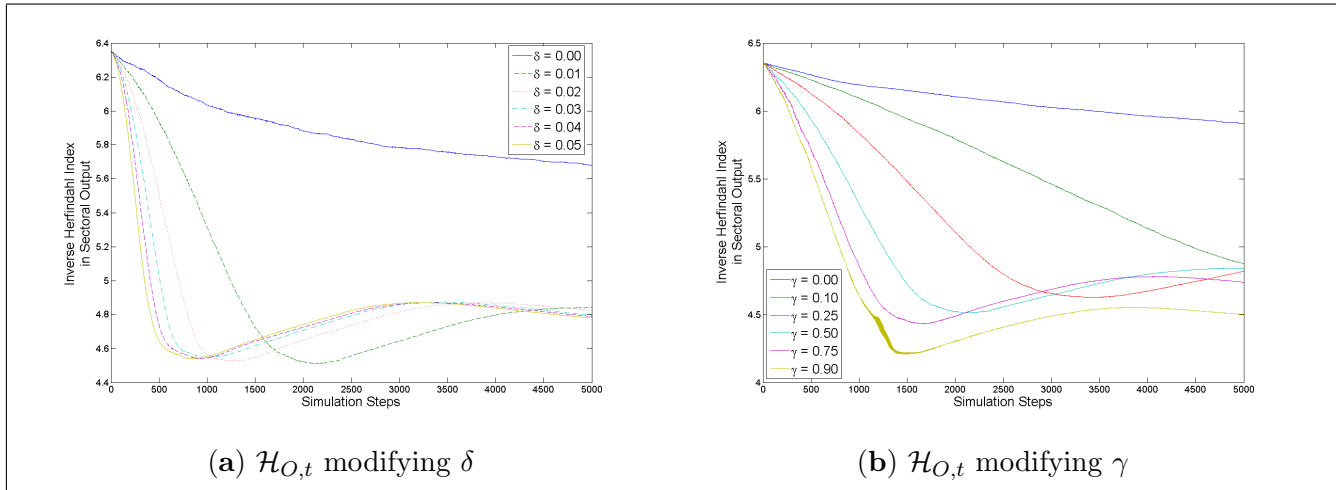 6.4
6.2
6
5.8
5.6
5.4
5.2
5
4.8
4.6
4.4
0
500
1000
1500
2000
2500
3000
3500
4000
4500
5000
Inverse Herfindahl Index
in Sectoral Output
Simulation Steps
δ = 0.00
δ = 0.01
δ = 0.02
δ = 0.03
δ = 0.04
δ = 0.05
(a) ℋ_{O,t} modifying δ
6.5
6
5.5
5
4.5
4
0
500
1000
1500
2000
2500
3000
3500
4000
4500
5000
Inverse Herfindahl Index
in Sectoral Output
Simulation Steps
γ = 0.00
γ = 0.10
γ = 0.25
γ = 0.50
γ = 0.75
γ = 0.90
(b) ℋ_{O,t} modifying γ